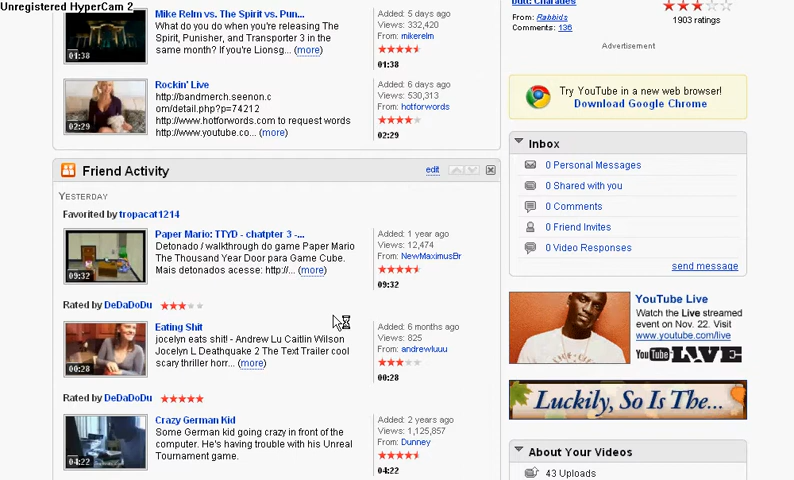 Unregistered HyperCam 2
Mike Relm vs. The Spirit vs. Pun...
What do you do when you're releasing The
Spirit, Punisher, and Transporter 3 in the
same month? If you're Lionsg... (more)
01:38
Added: 5 days ago
Views: 332,420
From: mikerelm
01:38
Rockin' Live
http://bandmerch.seenon.c
om/detail.php?p=74212
http://www.hotforwords.com to request words
http://www.youtube.co... (more)
02:29
Added: 6 days ago
Views: 530,313
From: hotforwords
02:29
Friend Activity
edit
YESTERDAY
Favorited by tropacat1214
Paper Mario: TTYD - chatpter 3 -...
Detonado / walkthrough do game Paper Mario
The Thousand Year Door para Game Cube.
Mais detonados acesse: http://... (more)
09:32
Added: 1 year ago
Views: 12,474
From: NewMaximusBr
09:32
Rated by DeDaDoDu
Eating Shit
jocelyn eats shit! - Andrew Lu Caitlin Wilson
Jocelyn L Deathquake 2 The Text Trailer cool
scary thriller horr... (more)
00:28
Added: 6 months ago
Views: 825
From: andrewluuu
00:28
Rated by DeDaDoDu
Crazy German Kid
Some German kid going crazy in front of the
computer. He's having trouble with his Unreal
Tournament game.
04:22
Added: 2 years ago
Views: 1,125,857
From: Dunney
04:22
Charades
From: Rabbids
Comments: 136
1903 ratings
Advertisement
Try YouTube in a new web browser!
Download Google Chrome
Inbox
0 Personal Messages
0 Shared with you
0 Comments
0 Friend Invites
0 Video Responses
send message
YouTube Live
Watch the Live streamed
event on Nov. 22. Visit
www.youtube.com/live
YouTube LIVE
Luckily, So Is The...
About Your Videos
43 Uploads